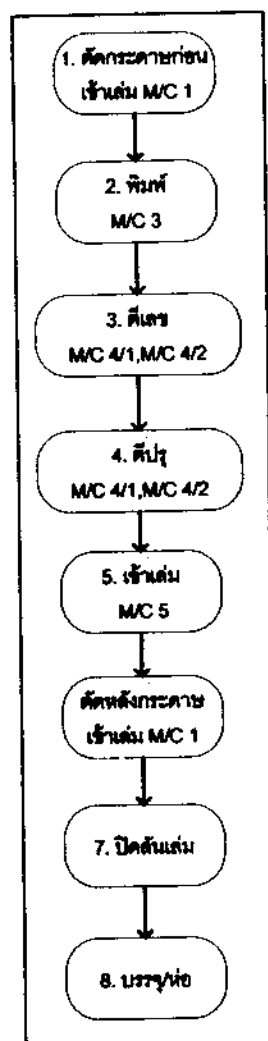 1. ตัดกระดาษก่อน
เข้าเล่ม M/C 1
2. พิมพ์
M/C 3
3. ตีเลข
M/C 4/1,M/C 4/2
4. ตีปรุ
M/C 4/1,M/C 4/2
5. เข้าเล่ม
M/C 5
ตัดหลังกระดาษ
เข้าเล่ม M/C 1
7. ปิดสันเล่ม
8. บรรจุ/ห่อ